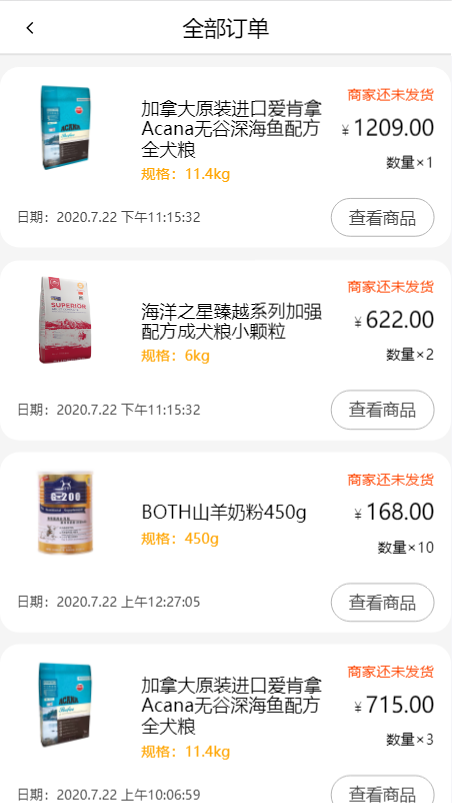 全部订单
商家还未发货
加拿大原装进口爱肯拿
Acana无谷深海鱼配方
全犬粮
¥ 1209.00
数量×1
规格：11.4kg
ACANA
日期：2020.7.22 下午11:15:32
查看商品
商家还未发货
SUPERIOR
海洋之星臻越系列加强
配方成犬粮小颗粒
¥ 622.00
数量×2
规格：6kg
日期：2020.7.22 下午11:15:32
查看商品
商家还未发货
G-200
BOTH山羊奶粉450g
¥ 168.00
规格：450g
数量×10
日期：2020.7.22 上午12:27:05
查看商品
商家还未发货
加拿大原装进口爱肯拿
Acana无谷深海鱼配方
全犬粮
¥ 715.00
数量×3
规格：11.4kg
ACANA
日期：2020.7.22 上午10:06:59
查看商品